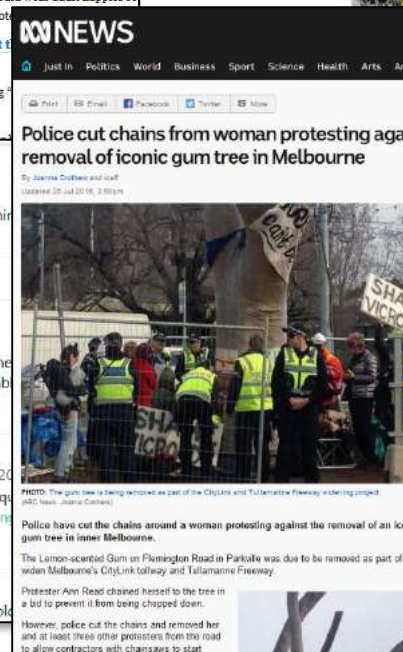 NEWS
Just In Politics World Business Sport Science Health Arts
Print Email Facebook Twitter More
Police cut chains from woman protesting aga
removal of iconic gum tree in Melbourne
By Joanna Crothers and staff
Updated 26 Jul 2016, 3:50pm
SHA
VICRO
SHA
VICRO
PHOTO: The gum tree is being removed as part of the CityLink and Tullamarine Freeway widening project.
(ABC News: Joanna Crothers)
Police have cut the chains around a woman protesting against the removal of an ico
gum tree in inner Melbourne.
The Lemon-scented Gum on Flemington Road in Parkville was due to be removed as part of
widen Melbourne's CityLink tollway and Tullamarine Freeway.
Protester Ann Read chained herself to the tree in
a bid to prevent it from being chopped down.
However, police cut the chains and removed her
and at least three other protesters from the road
to allow contractors with chainsaws to start